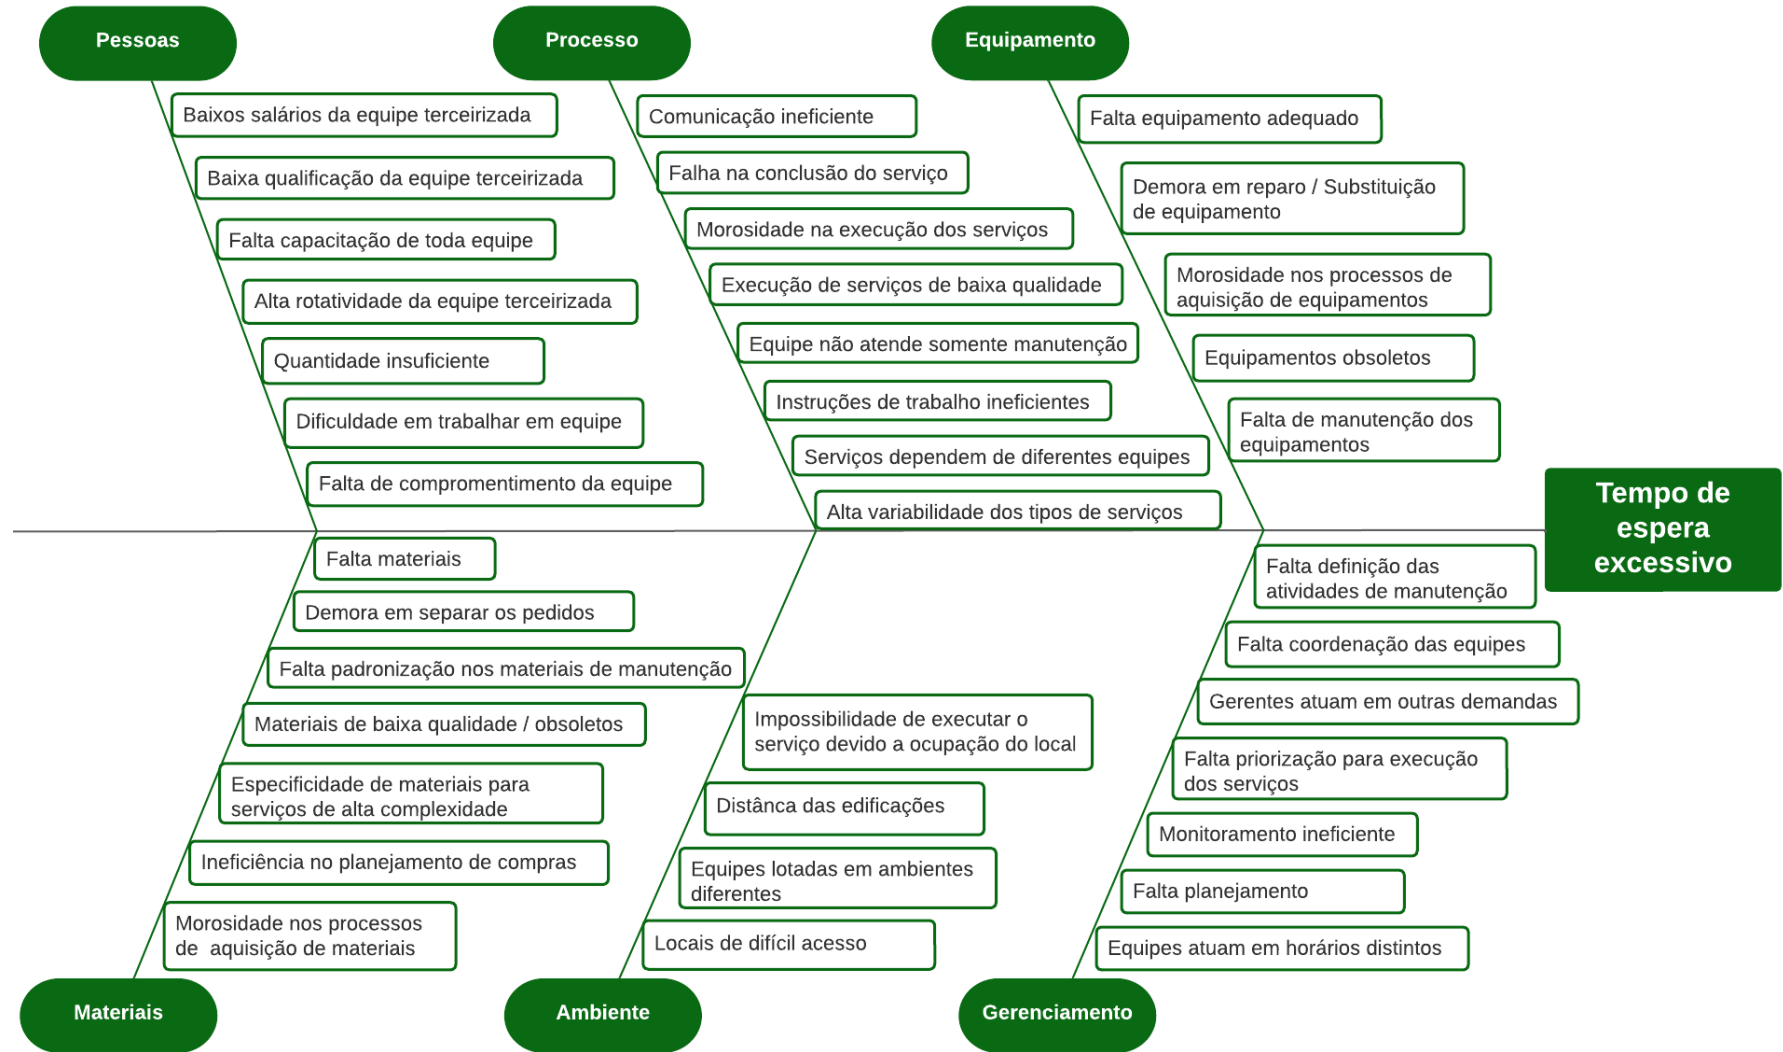 Pessoas
Processo
Equipamento
Baixos salários da equipe terceirizada
Baixa qualificação da equipe terceirizada
Falta capacitação de toda equipe
Alta rotatividade da equipe terceirizada
Quantidade insuficiente
Dificuldade em trabalhar em equipe
Falta de compromentimento da equipe
Comunicação ineficiente
Falha na conclusão do serviço
Morosidade na execução dos serviços
Execução de serviços de baixa qualidade
Equipe não atende somente manutenção
Instruções de trabalho ineficientes
Serviços dependem de diferentes equipes
Alta variabilidade dos tipos de serviços
Falta equipamento adequado
Demora em reparo / Substituição
de equipamento
Morosidade nos processos de
aquisição de equipamentos
Equipamentos obsoletos
Falta de manutenção dos
equipamentos
Tempo de
espera
excessivo
Falta materiais
Demora em separar os pedidos
Falta padronização nos materiais de manutenção
Materiais de baixa qualidade / obsoletos
Especificidade de materiais para
serviços de alta complexidade
Ineficiência no planejamento de compras
Morosidade nos processos
de  aquisição de materiais
Impossibilidade de executar o
serviço devido a ocupação do local
Distânca das edificações
Equipes lotadas em ambientes
diferentes
Locais de difícil acesso
Falta definição das
atividades de manutenção
Falta coordenação das equipes
Gerentes atuam em outras demandas
Falta priorização para execução
dos serviços
Monitoramento ineficiente
Falta planejamento
Equipes atuam em horários distintos
Materiais
Ambiente
Gerenciamento